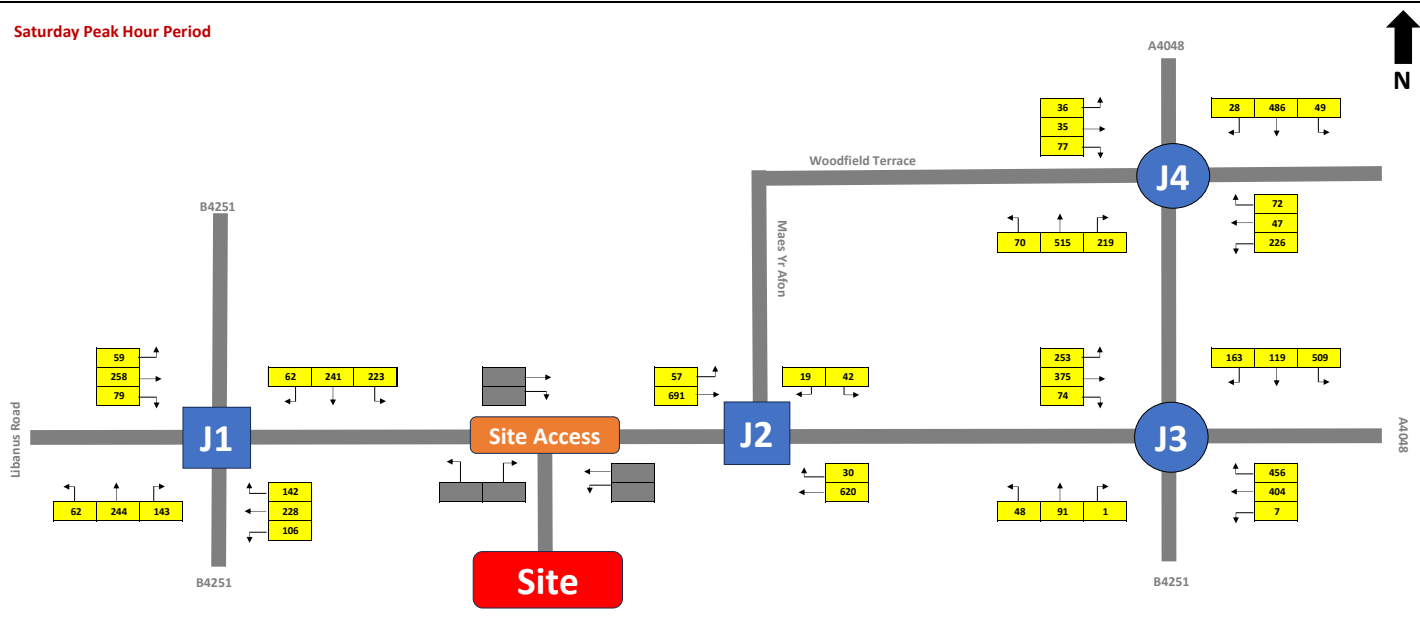 Saturday Peak Hour Period
N
A4048
36
35
77
28 486 49
Woodfield Terrace
J4
70 515 219
72
47
226
B4251
Maes Yr Afon
59
258
79
62 241 223
57
691
19 42
253
375
74
163 119 509
Libanus Road
J1
Site Access
J2
J3
A4048
62 244 143
142
228
106
30
620
48 91 1
456
404
7
B4251
Site
B4251